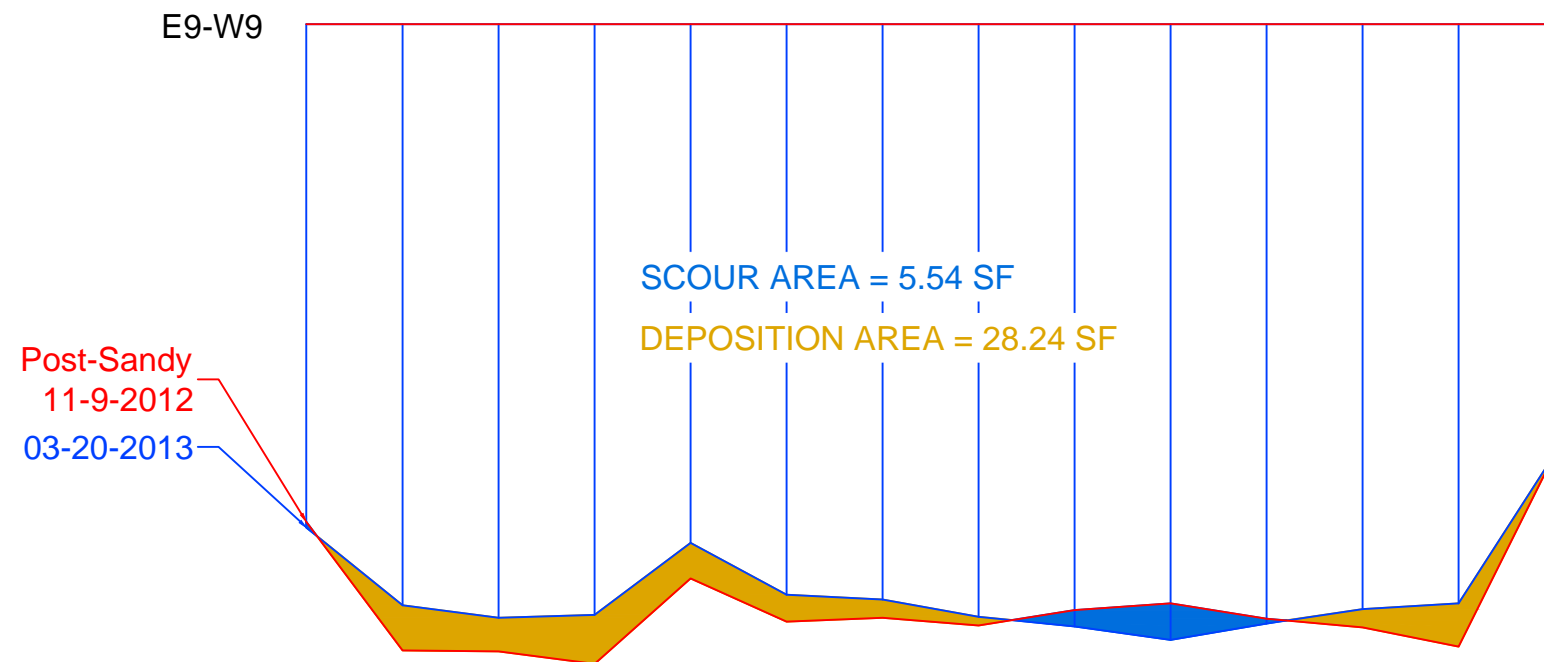 E9-W9
SCOUR AREA = 5.54 SF
DEPOSITION AREA = 28.24 SF
Post-Sandy
11-9-2012
03-20-2013